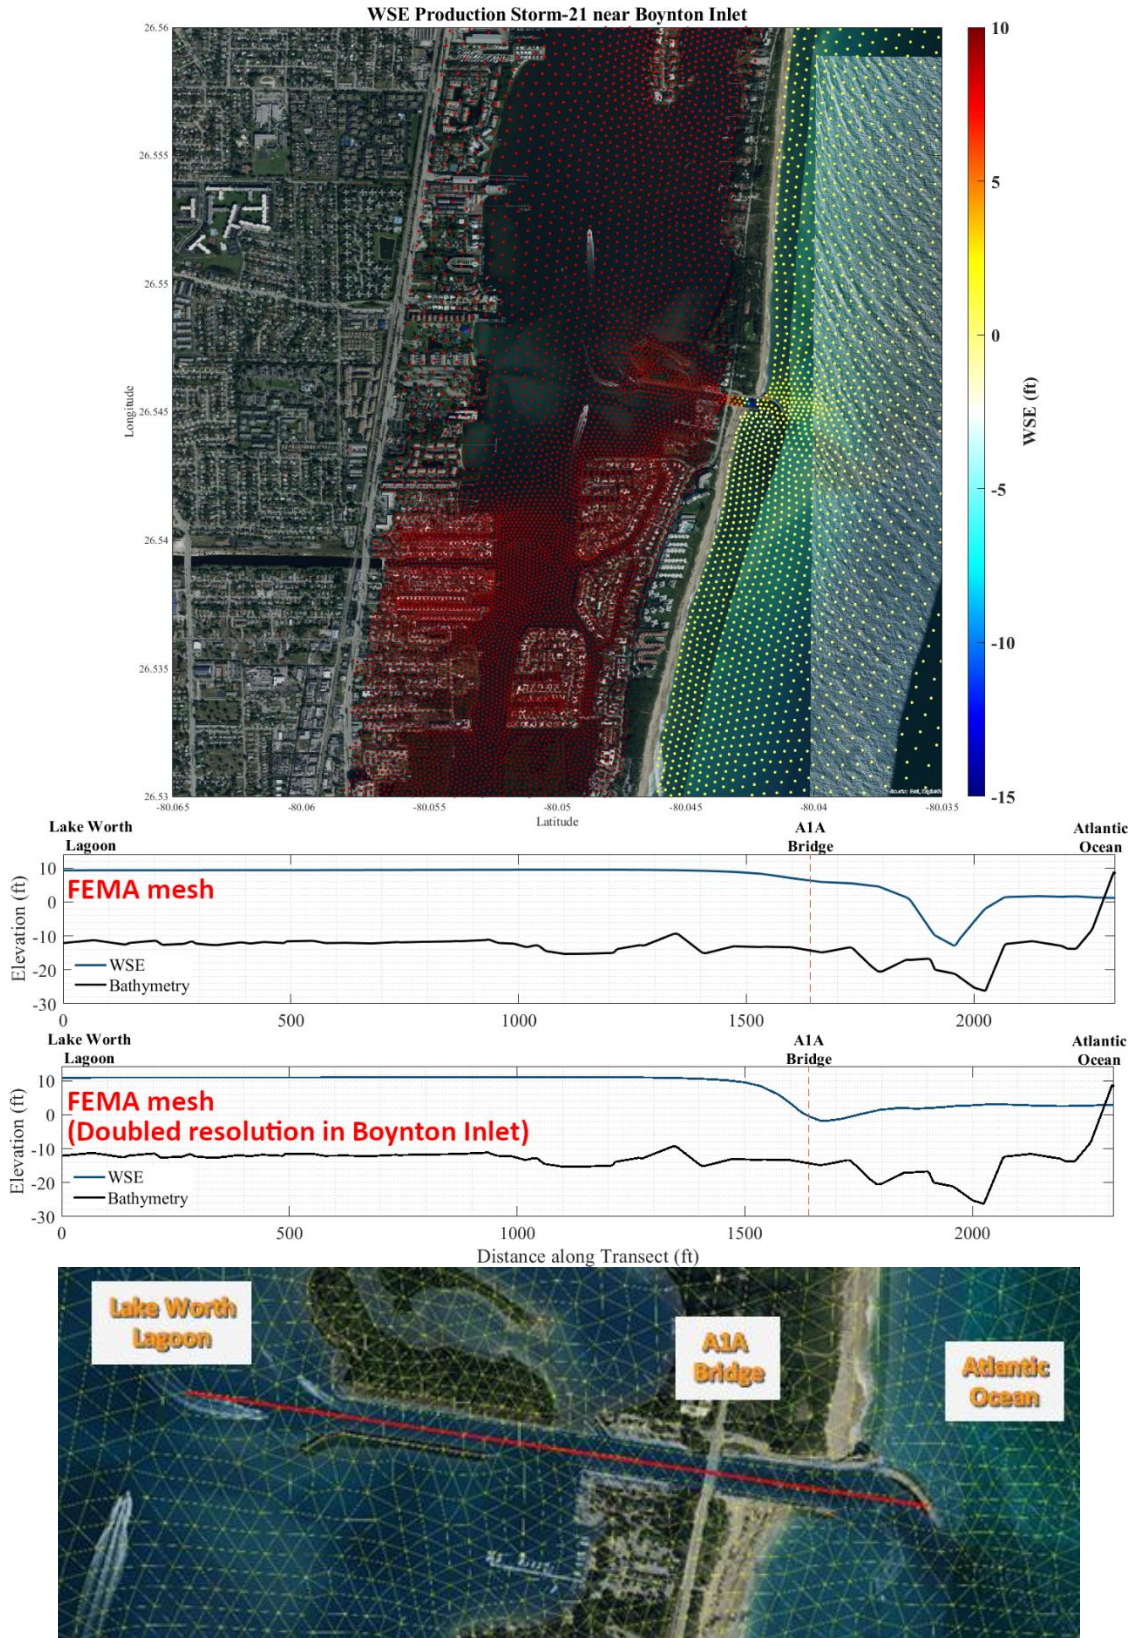 WSE Production Storm-21 near Boynton Inlet
26.56
26.555
26.55
26.545
26.54
26.535
26.53
Longitude
-80.065
-80.06
-80.055
-80.05
-80.045
-80.04
-80.035
Latitude
10
5
0
-5
-10
-15
WSE (ft)
Lake Worth
Lagoon
A1A
Bridge
Atlantic
Ocean
FEMA mesh
10
0
-10
-20
-30
Elevation (ft)
WSE
Bathymetry
0
500
1000
1500
2000
Lake Worth
Lagoon
A1A
Bridge
Atlantic
Ocean
FEMA mesh
(Doubled resolution in Boynton Inlet)
10
0
-10
-20
-30
Elevation (ft)
WSE
Bathymetry
0
500
1000
1500
2000
Distance along Transect (ft)
Lake Worth
Lagoon
A1A
Bridge
Atlantic
Ocean